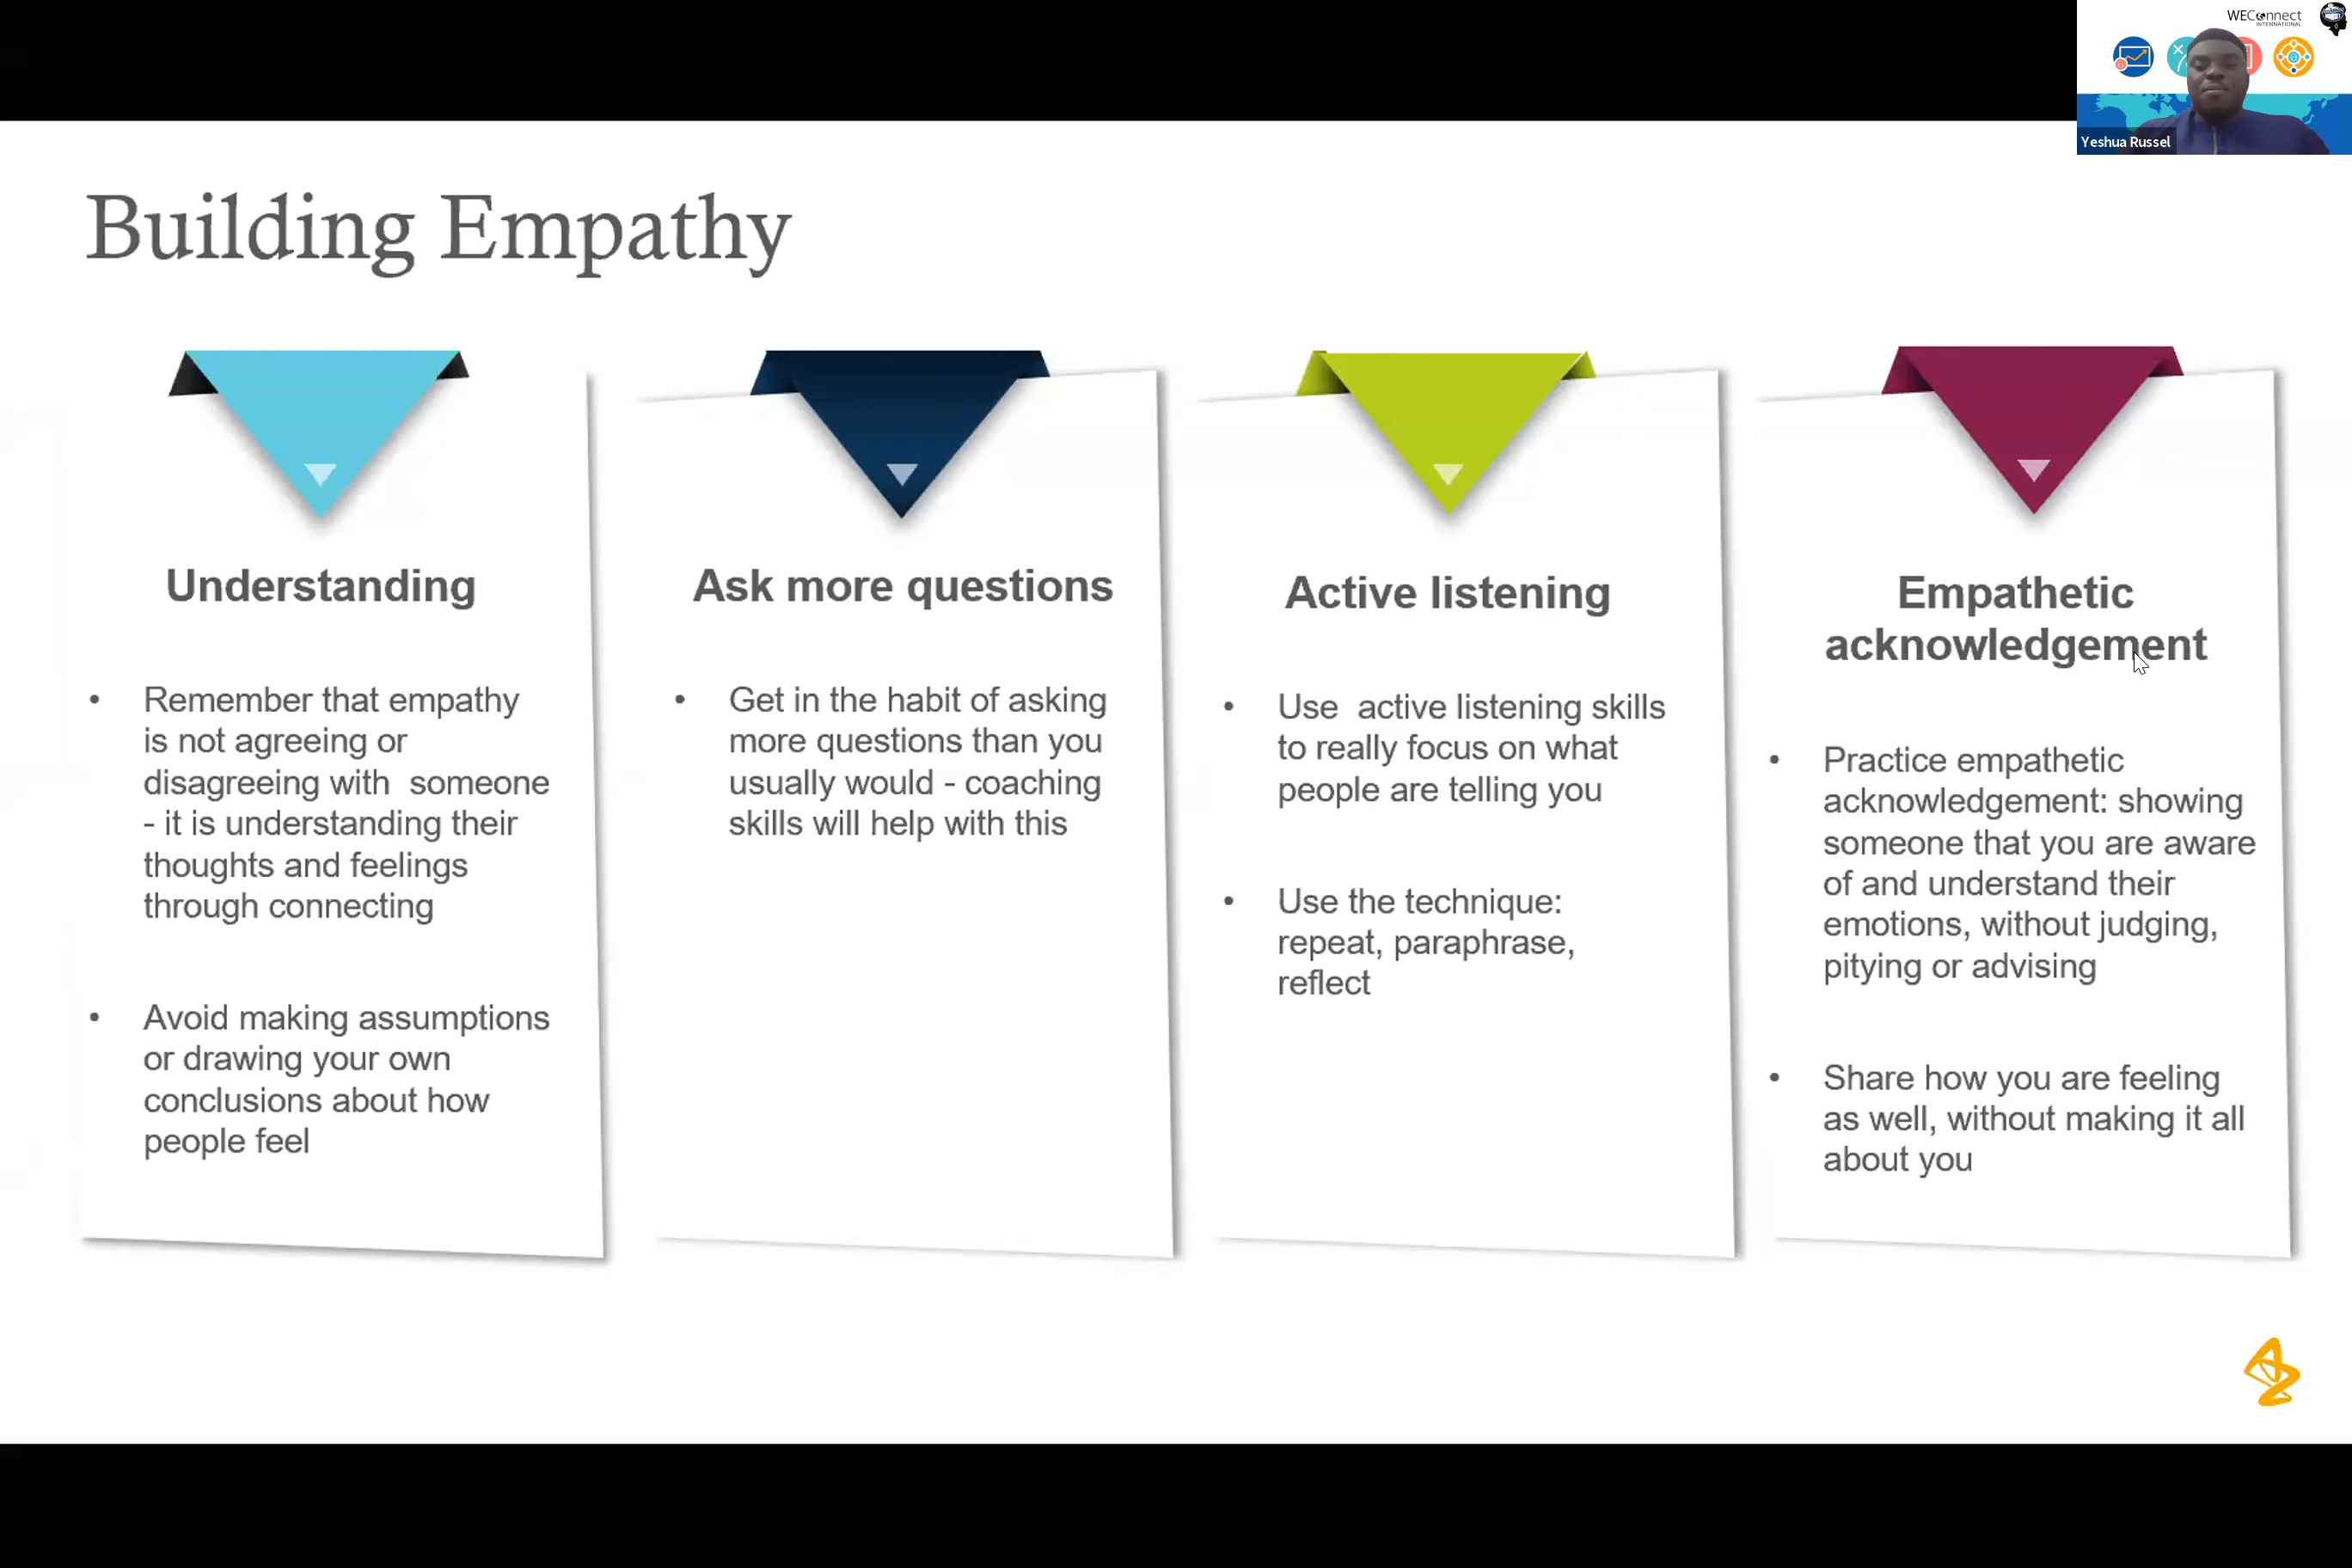 WEConnect
INTERNATIONAL
Yeshua Russel
Building Empathy
Understanding
• Remember that empathy
is not agreeing or
disagreeing with  someone
- it is understanding their
thoughts and feelings
through connecting
• Avoid making assumptions
or drawing your own
conclusions about how
people feel
Ask more questions
• Get in the habit of asking
more questions than you
usually would - coaching
skills will help with this
Active listening
• Use  active listening skills
to really focus on what
people are telling you
• Use the technique:
repeat, paraphrase,
reflect
Empathetic
acknowledgement
• Practice empathetic
acknowledgement: showing
someone that you are aware
of and understand their
emotions, without judging,
pitying or advising
• Share how you are feeling
as well, without making it all
about you